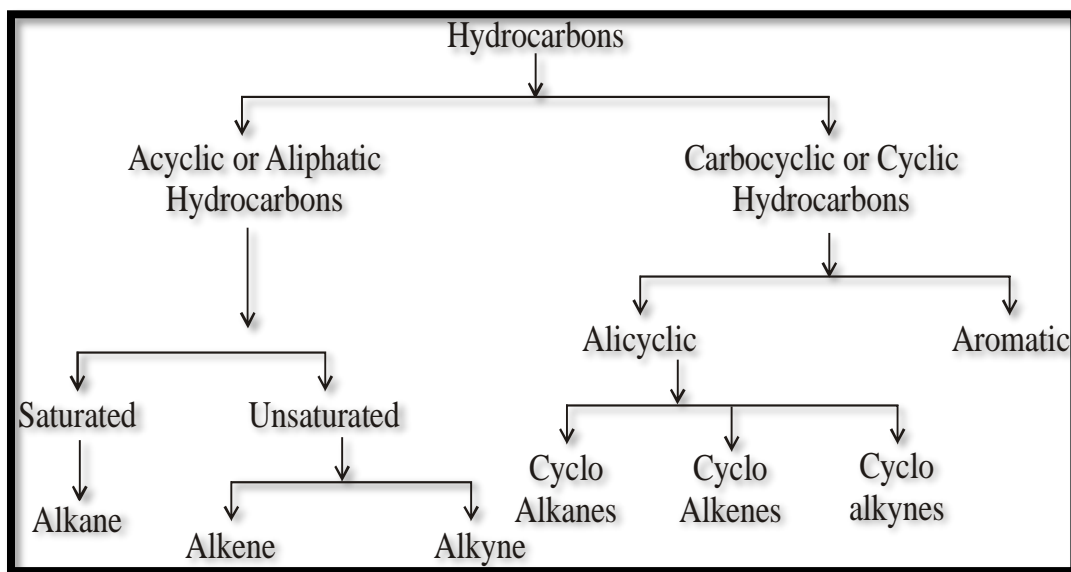 Hydrocarbons
Acyclic or Aliphatic
Hydrocarbons
Carbocyclic or Cyclic
Hydrocarbons
Alicyclic
Aromatic
Saturated
Unsaturated
Cyclo
Alkanes
Cyclo
Alkenes
Cyclo
alkynes
Alkane
Alkene
Alkyne